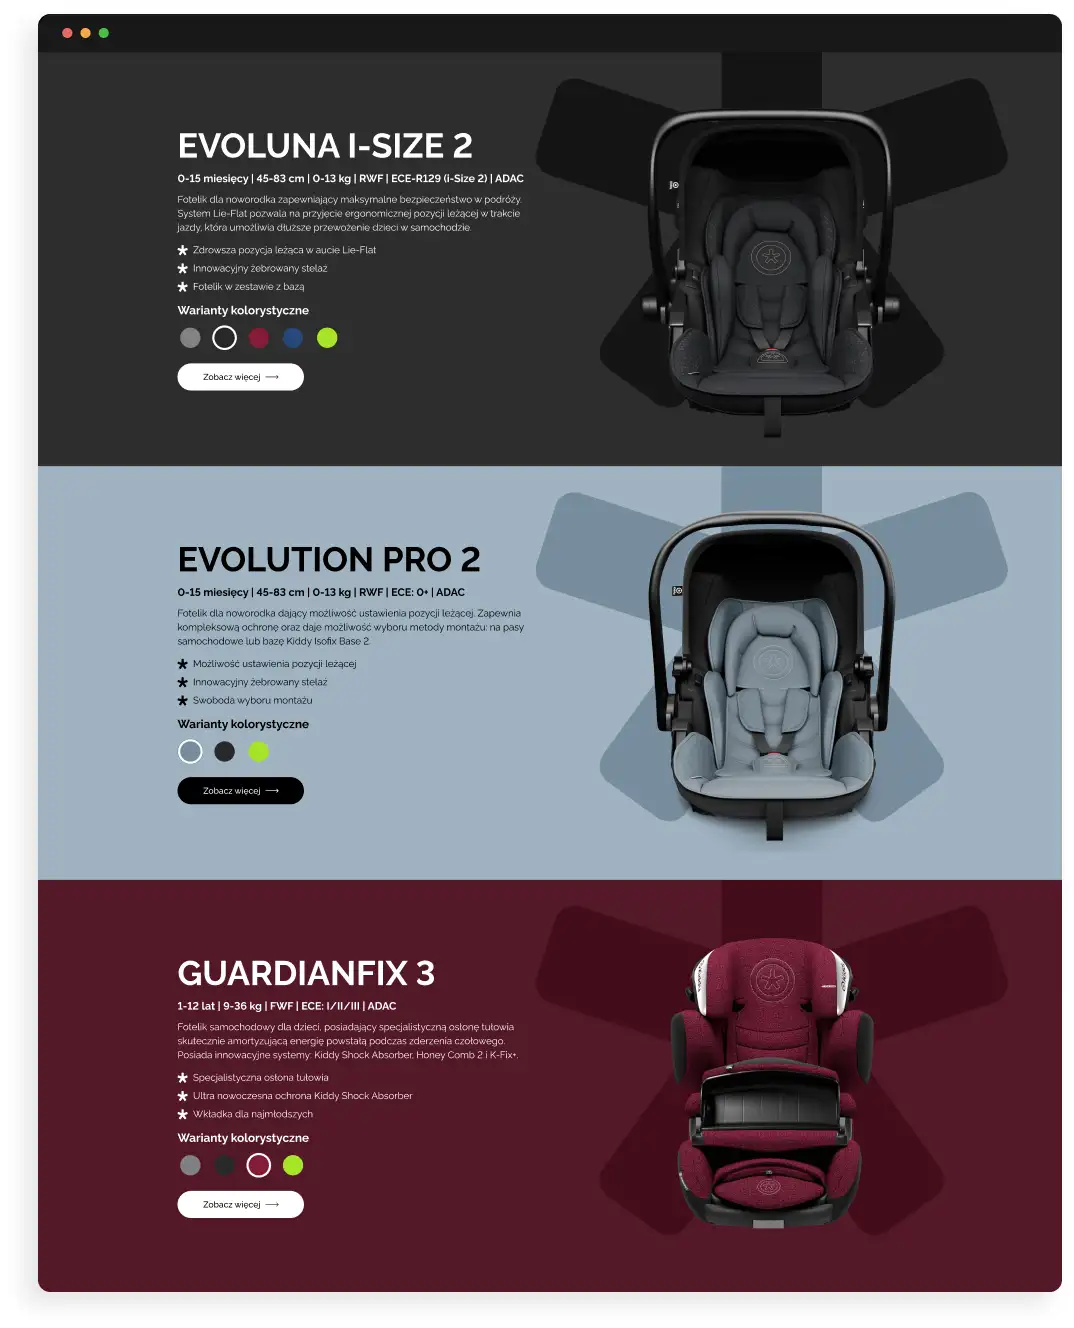 EVOLUNA I-SIZE 2
0-15 miesięcy | 45-83 cm | 0-13 kg | RWF | ECE-R129 (i-Size 2) | ADAC
Fotelik dla noworodka zapewniający maksymalne bezpieczeństwo w podróży.
System Lie-Flat pozwala na przyjęcie ergonomicznej pozycji leżącej w trakcie
jazdy, która umożliwia dłuższe przewożenie dzieci w samochodzie.
Zdrowsza pozycja leżąca w aucie Lie-Flat
Innowacyjny żebrowany stelaż
Fotelik w zestawie z bazą
Warianty kolorystyczne
Zobacz więcej
EVOLUTION PRO 2
0-15 miesięcy | 45-83 cm | 0-13 kg | RWF | ECE: 0+ | ADAC
Fotelik dla noworodka dający możliwość ustawienia pozycji leżącej. Zapewnia
kompleksową ochronę oraz daje możliwość wyboru metody montażu: na pasy
samochodowe lub bazę Kiddy Isofix Base 2.
Możliwość ustawienia pozycji leżącej
Innowacyjny żebrowany stelaż
Swoboda wyboru montażu
Warianty kolorystyczne
Zobacz więcej
GUARDIANFIX 3
1-12 lat | 9-36 kg | FWF | ECE: I/II/III | ADAC
Fotelik samochodowy dla dzieci, posiadający specjalistyczną osłonę tułowia
skutecznie amortyzującą energię powstałą podczas zderzenia czołowego.
Posiada innowacyjne systemy: Kiddy Shock Absorber, Honey Comb 2 i K-Fix+.
Specjalistyczna osłona tułowia
Ultra nowoczesna ochrona Kiddy Shock Absorber
Wkładka dla najmłodszych
Warianty kolorystyczne
Zobacz więcej